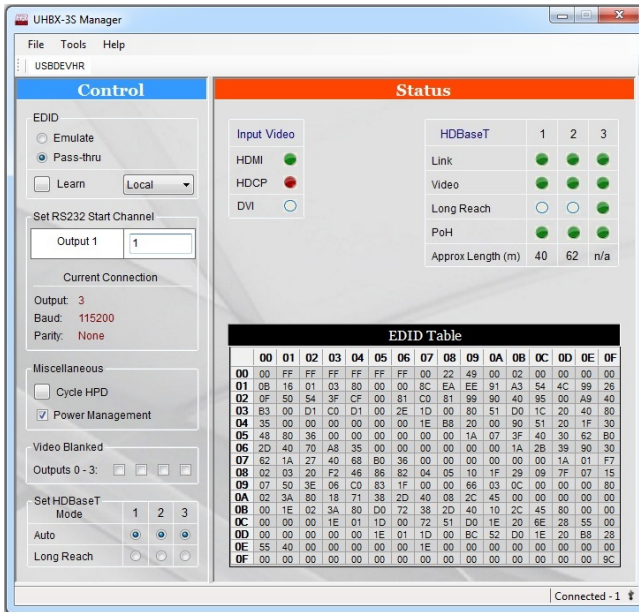 UHBX-3S Manager
File Tools Help
USBDEVHR
Control
EDID
Emulate
Pass-thru
Learn Local
Set RS232 Start Channel
Output 1 1
Current Connection
Output: 3
Baud: 115200
Parity: None
Miscellaneous
Cycle HPD
Power Management
Video Blanked
Outputs 0 - 3:
Set HDBaseT
Mode 1 2 3
Auto
Long Reach
Status
Input Video
HDMI
HDCP
DVI
HDBaseT 1 2 3
Link
Video
Long Reach
PoH
Approx Length (m) 40 62 n/a
EDID Table
00 01 02 03 04 05 06 07 08 09 0A 0B 0C 0D 0E 0F
00 00 FF FF FF FF FF FF 00 22 49 00 02 00 00 00 00
01 0B 16 01 03 80 00 00 8C EA EE 91 A3 54 4C 99 26
02 0F 50 54 3F CF 00 81 C0 81 99 90 40 95 00 A9 40
03 B3 00 D1 C0 D1 00 2E 1D 00 80 51 D0 1C 20 40 80
04 35 00 00 00 00 00 00 1E B8 20 00 90 51 20 1F 30
05 48 80 36 00 00 00 00 00 00 1A 07 3F 40 30 62 B0
06 2D 40 70 A8 35 00 00 00 00 00 00 1A 2B 39 90 30
07 62 1A 27 40 68 B0 36 00 00 00 00 00 00 1A 01 F7
08 02 03 20 F2 46 86 82 04 05 10 1F 29 09 7F 07 15
09 07 50 3E 06 C0 83 1F 00 00 66 03 0C 00 00 00 80
0A 02 3A 80 18 71 38 2D 40 08 2C 45 00 00 00 00 00
0B 00 1E 02 3A 80 D0 72 38 2D 40 10 2C 45 80 00 00
0C 00 00 00 1E 01 1D 00 72 51 D0 1E 20 6E 28 55 00
0D 00 00 00 00 1E 01 1D 00 BC 52 D0 1E 20 B8 28
0E 55 40 00 00 00 00 1E 00 00 00 00 00 00 00 00
0F 00 00 00 00 00 00 00 00 00 00 00 00 00 00 00 9C
Connected - 1